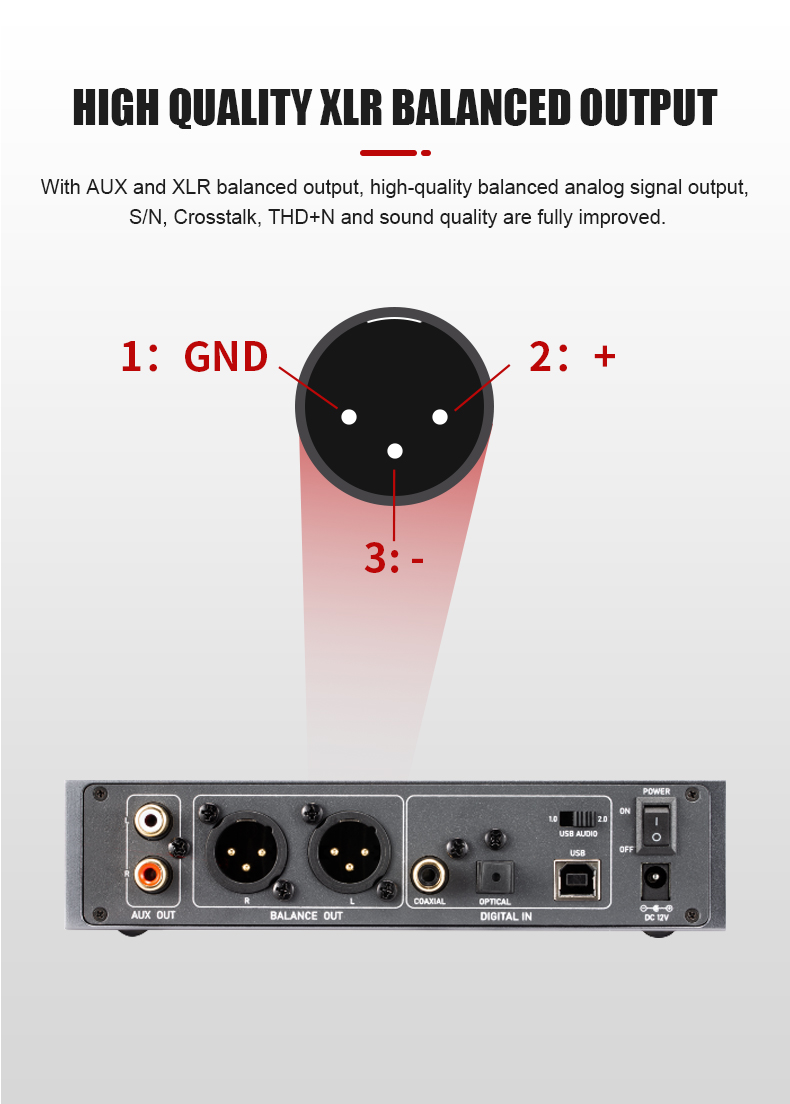 HIGH QUALITY XLR BALANCED OUTPUT
With AUX and XLR balanced output, high-quality balanced analog signal output,
S/N, Crosstalk, THD+N and sound quality are fully improved.
1： GND
2： +
3: -
L
R
AUX OUT
R
L
BALANCE OUT
COAXIAL
OPTICAL
1.0
2.0
USB AUDIO
USB
DIGITAL IN
POWER
ON
OFF
DC 12V